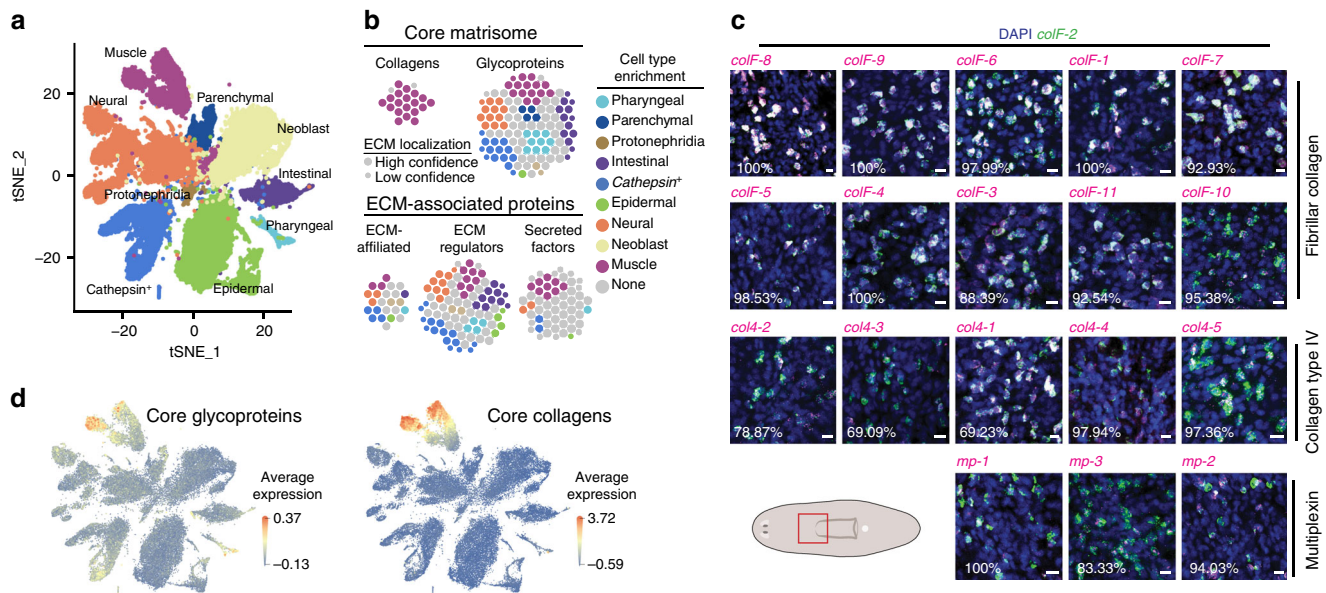 a
Muscle
Neural
Parenchymal
Neoblast
Intestinal
Protonephridia
Pharyngeal
Cathepsin⁺
Epidermal
20
0
−20
tSNE_2
−20
0
20
tSNE_1
b
Core matrisome
Collagens
Glycoproteins
ECM localization
High confidence
Low confidence
ECM-associated proteins
ECM-
affiliated
ECM
regulators
Secreted
factors
Cell type
enrichment
Pharyngeal
Parenchymal
Protonephridia
Intestinal
Cathepsin⁺
Epidermal
Neural
Neoblast
Muscle
None
c
DAPI colF-2
colF-8
colF-9
colF-6
colF-1
colF-7
100%
100%
97.99%
100%
92.93%
colF-5
colF-4
colF-3
colF-11
colF-10
98.53%
100%
88.39%
92.54%
95.38%
Fibrillar collagen
col4-2
col4-3
col4-1
col4-4
col4-5
78.87%
69.09%
69.23%
97.94%
97.36%
Collagen type IV
mp-1
mp-3
mp-2
100%
83.33%
94.03%
Multiplexin
d
Core glycoproteins
Average
expression
0.37
−0.13
Core collagens
Average
expression
3.72
−0.59